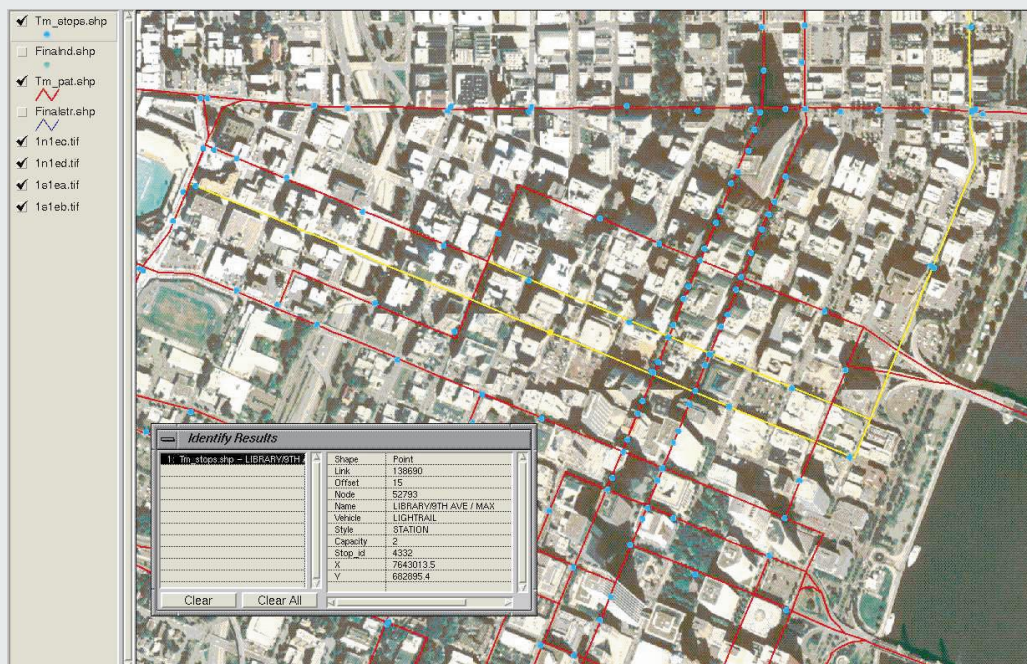 Tm_stops.shp
Finalnd.shp
Tm_pat.shp
Finalstr.shp
1n1ec.tif
1n1ed.tif
1s1ea.tif
1s1eb.tif
Identify Results
1: Tm_stops.shp – LIBRARY/9TH A
Shape Point
Link 138690
Offset 15
Node 52793
Name LIBRARY/9TH AVE / MAX
Vehicle LIGHTRAIL
Style STATION
Capacity 2
Stop_id 4332
X 7643013.5
Y 682895.4
Clear Clear All